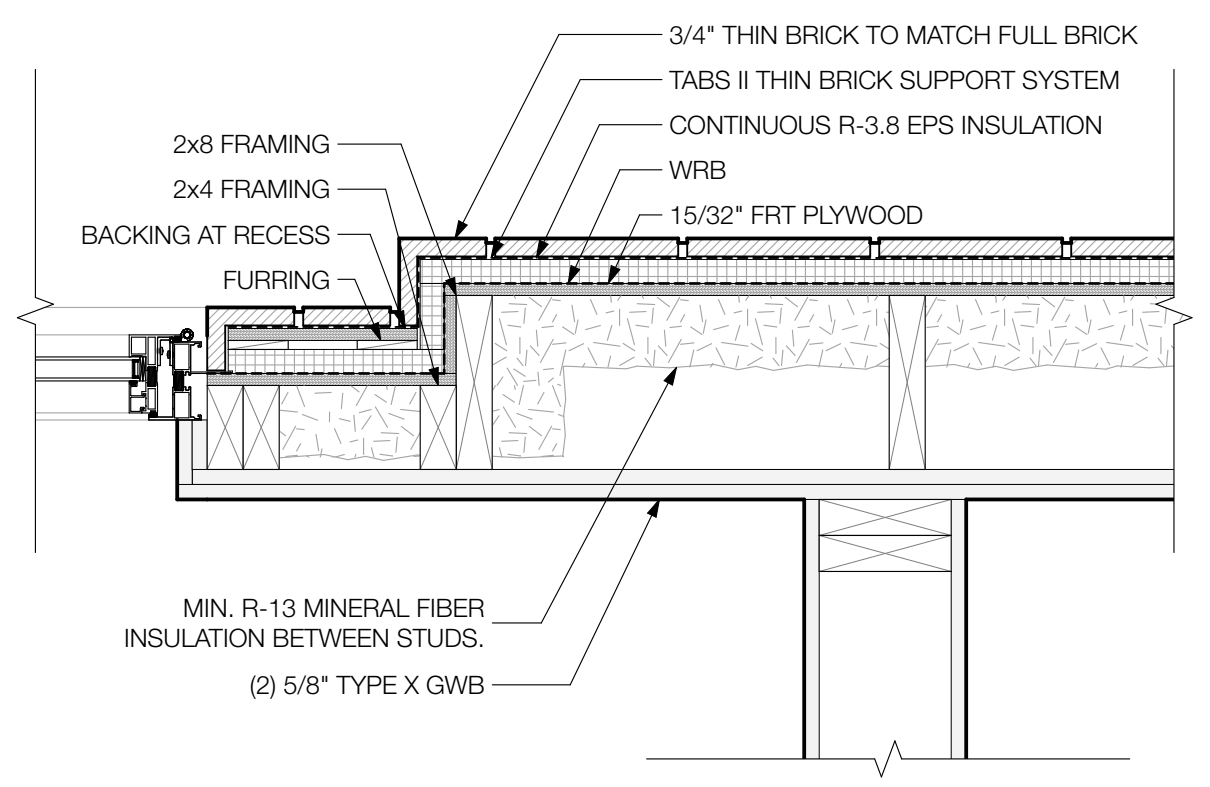 3/4" THIN BRICK TO MATCH FULL BRICK
TABS II THIN BRICK SUPPORT SYSTEM
CONTINUOUS R-3.8 EPS INSULATION
WRB
15/32" FRT PLYWOOD
2x8 FRAMING
2x4 FRAMING
BACKING AT RECESS
FURRING
MIN. R-13 MINERAL FIBER
INSULATION BETWEEN STUDS.
(2) 5/8" TYPE X GWB